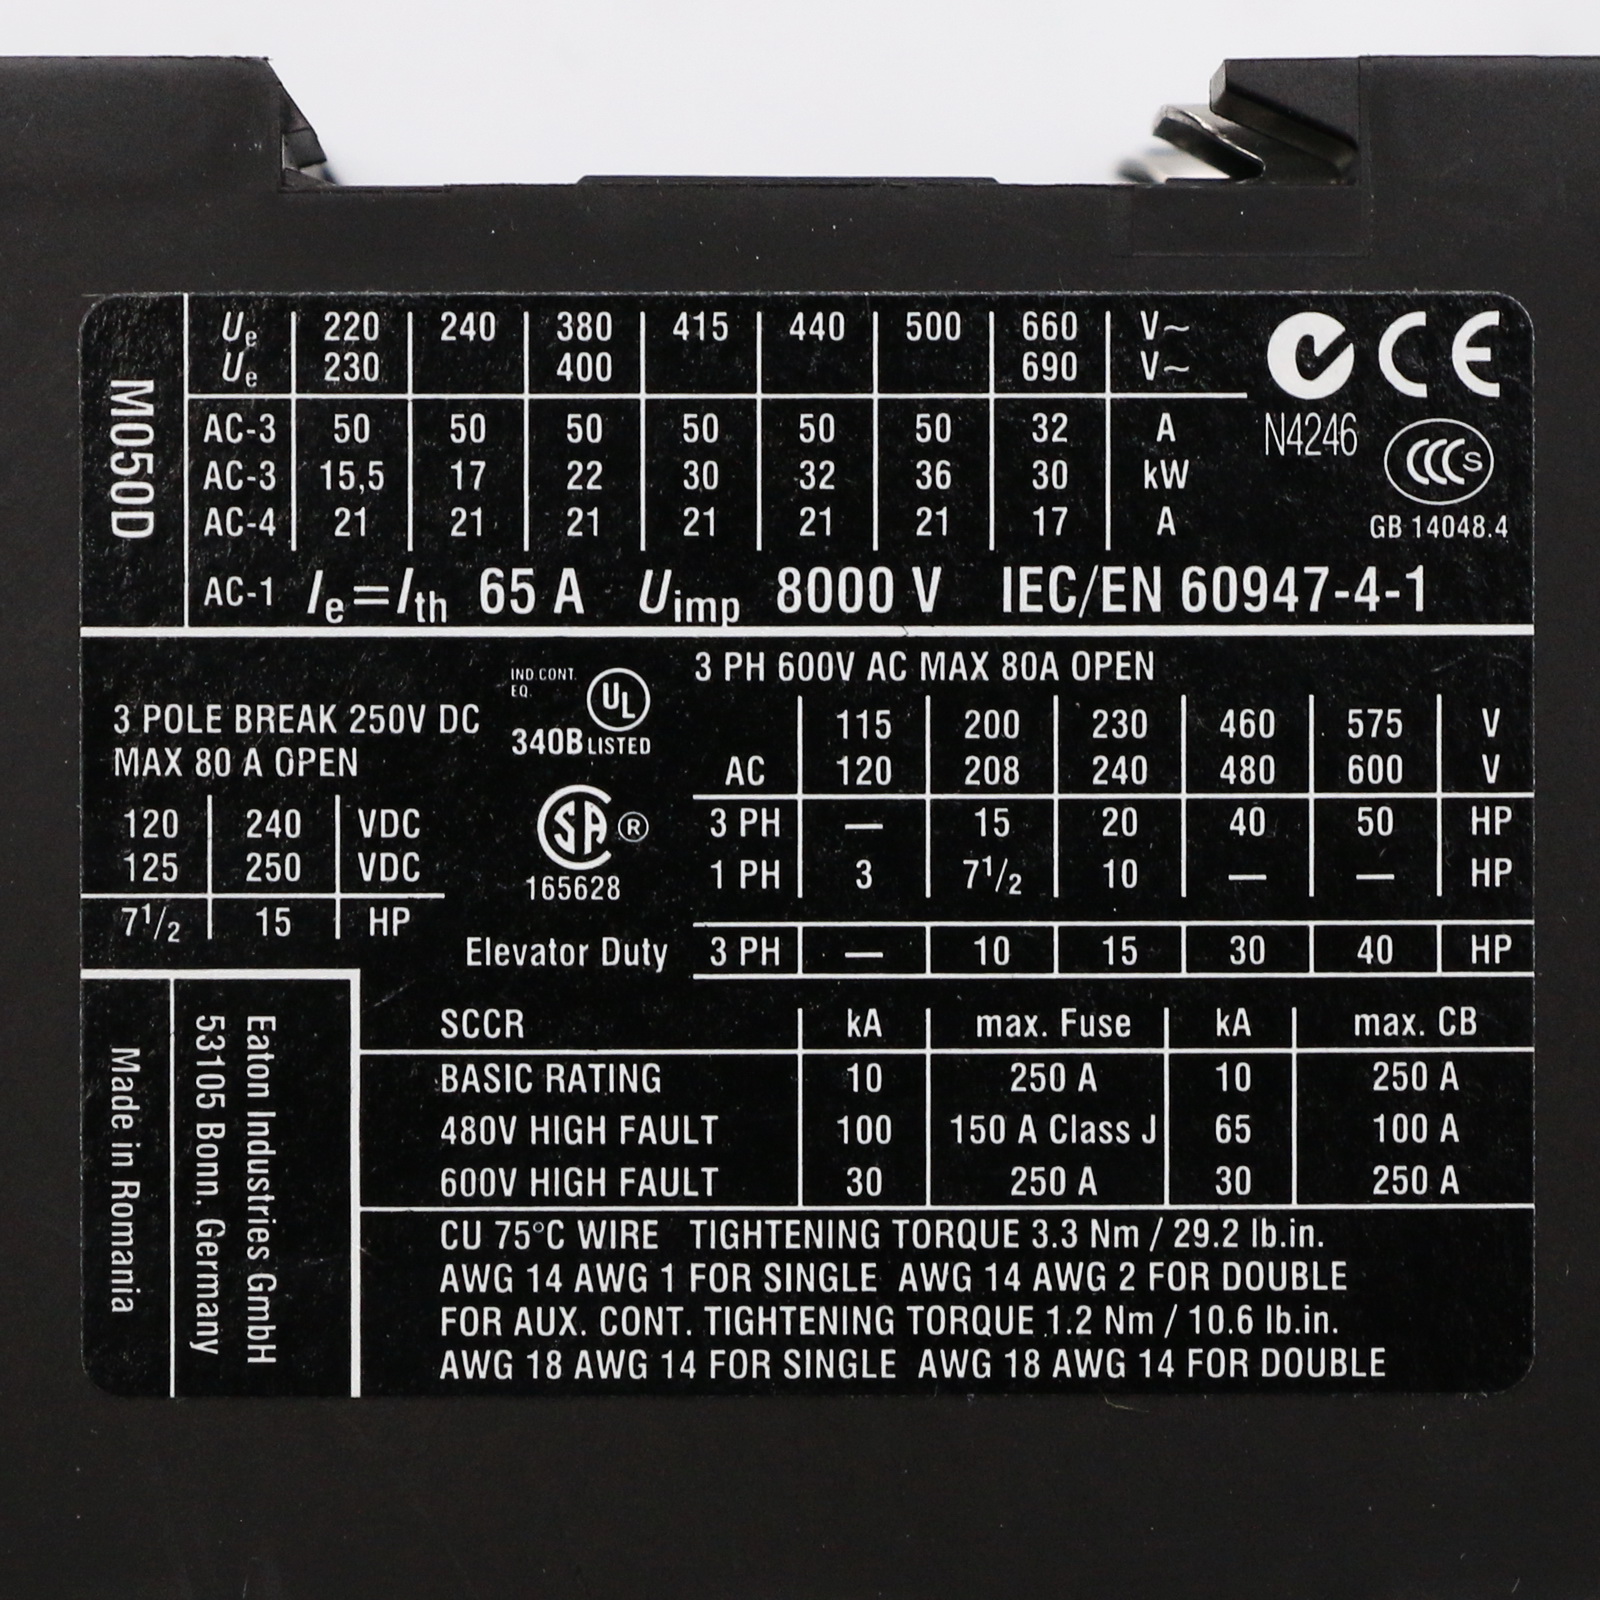 M050D
Ue 220 240 380 415 440 500 660 V~
Ue 230 400 690 V~
AC-3 50 50 50 50 50 50 32 A
AC-3 15,5 17 22 30 32 36 30 kW
AC-4 21 21 21 21 21 21 17 A
AC-1 Ie=Ith 65 A Uimp 8000 V IEC/EN 60947-4-1
CE
N4246
CCC S
GB 14048.4
3 POLE BREAK 250V DC
MAX 80 A OPEN
120 240 VDC
125 250 VDC
7 1/2 15 HP
IND.CONT.
EQ.
UL
340B LISTED
SA ®
165628
3 PH 600V AC MAX 80A OPEN
115 200 230 460 575 V
AC 120 208 240 480 600 V
3 PH — 15 20 40 50 HP
1 PH 3 7 1/2 10 — — HP
Elevator Duty 3 PH — 10 15 30 40 HP
SCCR kA max. Fuse kA max. CB
BASIC RATING 10 250 A 10 250 A
480V HIGH FAULT 100 150 A Class J 65 100 A
600V HIGH FAULT 30 250 A 30 250 A
CU 75°C WIRE TIGHTENING TORQUE 3.3 Nm / 29.2 lb.in.
AWG 14 AWG 1 FOR SINGLE AWG 14 AWG 2 FOR DOUBLE
FOR AUX. CONT. TIGHTENING TORQUE 1.2 Nm / 10.6 lb.in.
AWG 18 AWG 14 FOR SINGLE AWG 18 AWG 14 FOR DOUBLE
Eaton Industries GmbH
53105 Bonn, Germany
Made in Romania